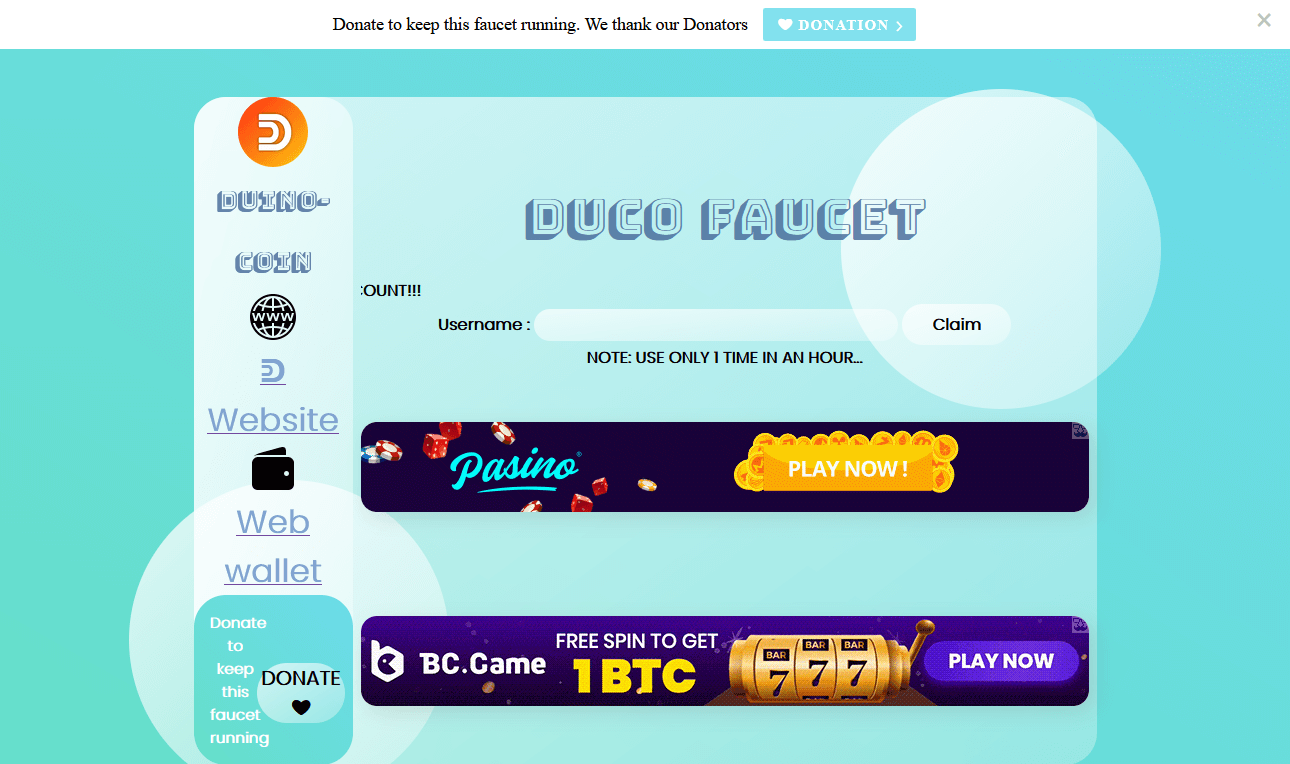 Donate to keep this faucet running. We thank our Donators
DONATION
DUINO-
COIN
WWW
Website
Web
wallet
Donate
to
keep
this
faucet
running
DONATE
DUCO FAUCET
COUNT!!!
Username :
Claim
NOTE: USE ONLY 1 TIME IN AN HOUR...
Pasino
PLAY NOW !
BC.GAME
FREE SPIN TO GET
1BTC
BAR BAR BAR
7 7 7
PLAY NOW